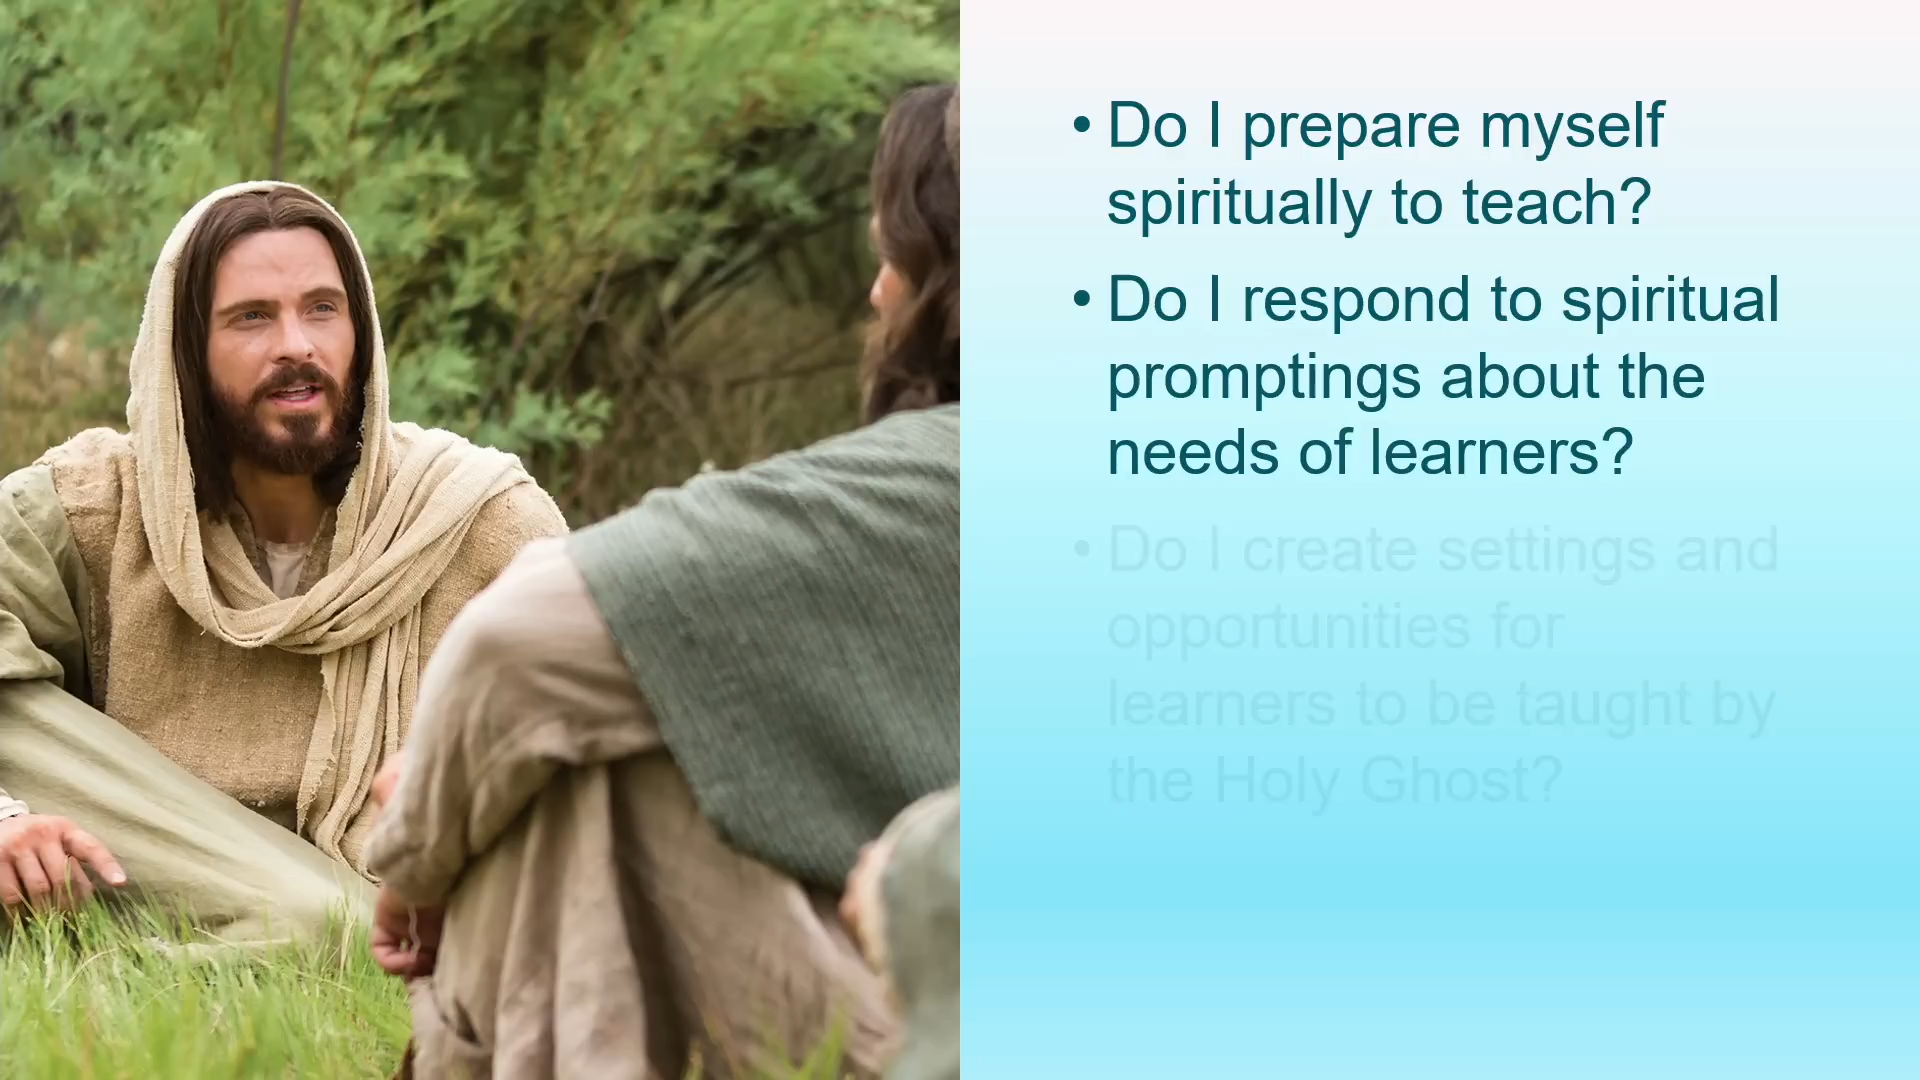 • Do I prepare myself
spiritually to teach?
• Do I respond to spiritual
promptings about the
needs of learners?
• Do I create settings and
opportunities for
learners to be taught by
the Holy Ghost?